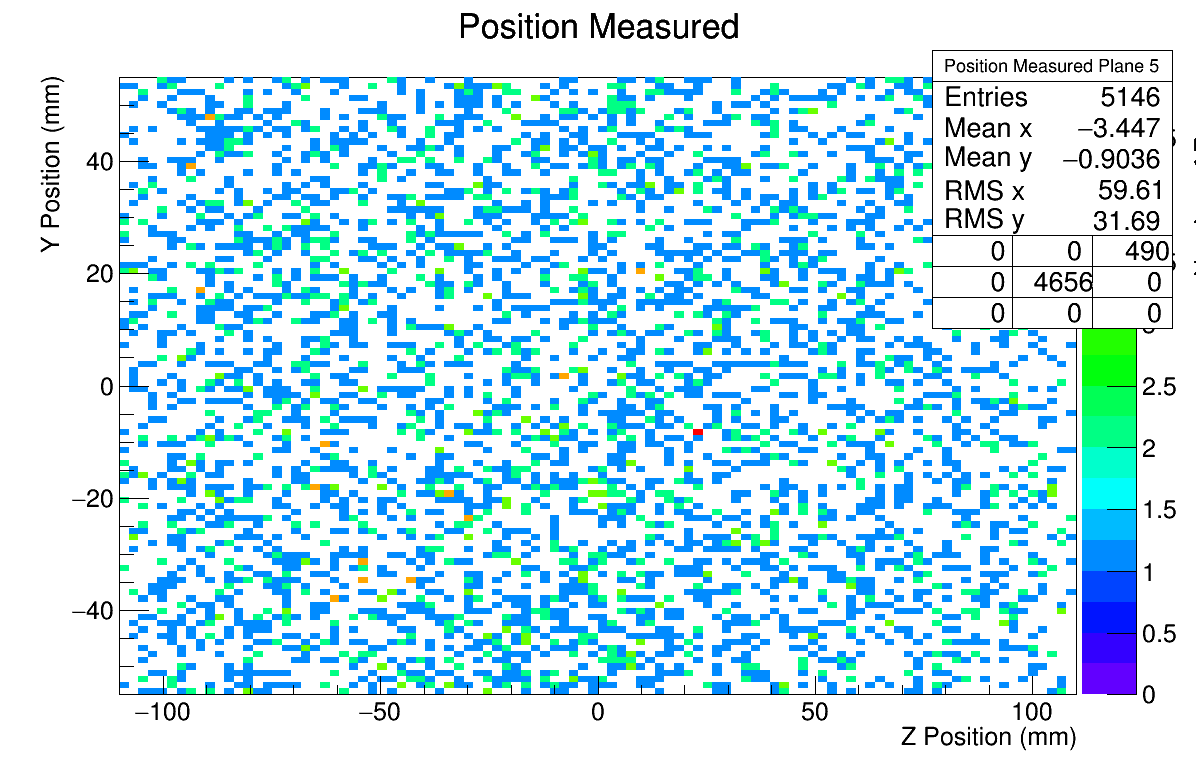 Position Measured
Position Measured Plane 5
Entries 5146
Mean x −3.447
Mean y −0.9036
RMS x 59.61
RMS y 31.69
0 0 490
0 4656 0
0 0 0
Y Position (mm)
40
20
0
−20
−40
2.5
2
1.5
1
0.5
0
−100 −50 0 50 100
Z Position (mm)